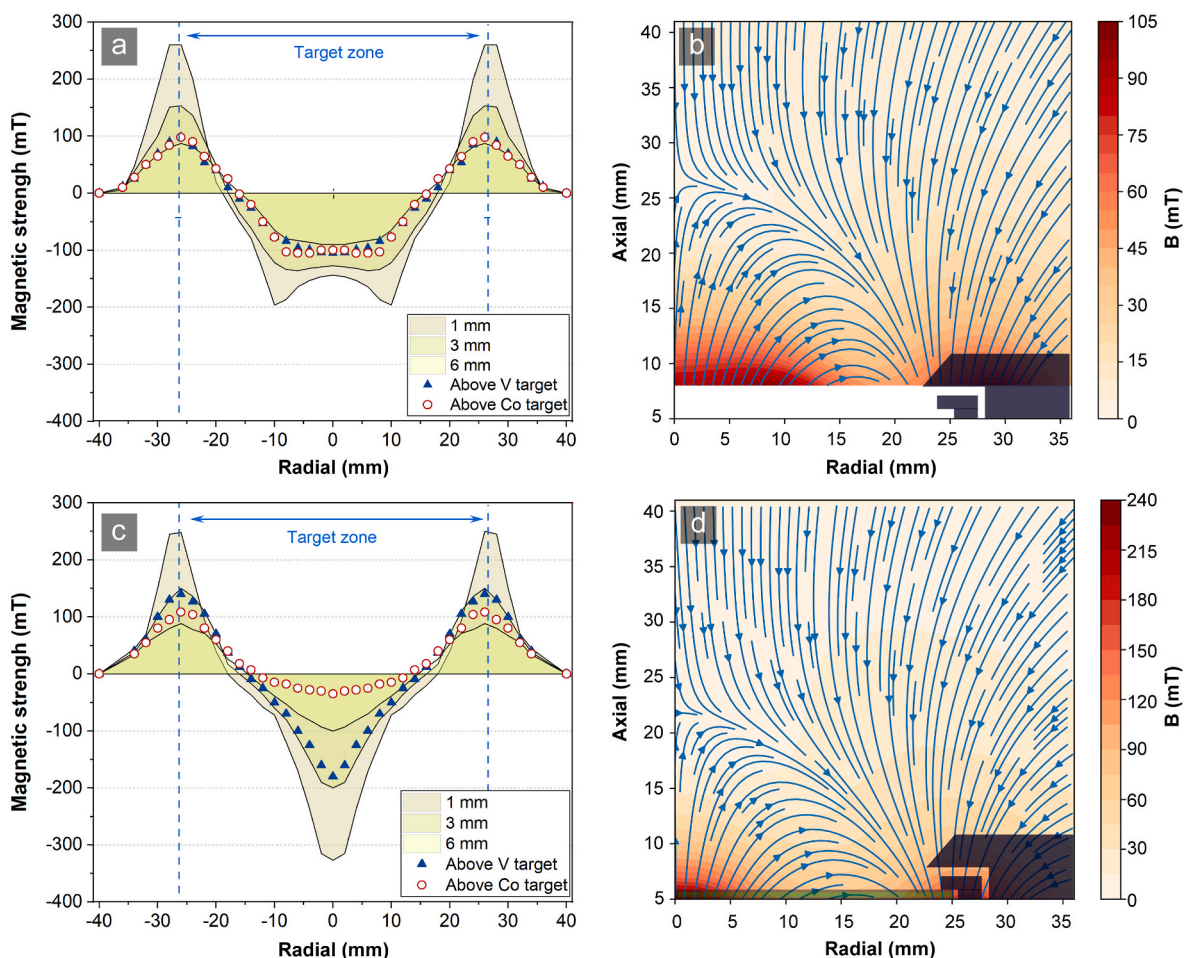 a
Target zone
300
200
100
0
-100
-200
-300
-400
Magnetic strengh (mT)
1 mm
3 mm
6 mm
Above V target
Above Co target
-40 -30 -20 -10 0 10 20 30 40
Radial (mm)
b
40
35
30
25
20
15
10
5
Axial (mm)
0 5 10 15 20 25 30 35
Radial (mm)
105
90
75
60
45
30
15
0
B (mT)
c
Target zone
300
200
100
0
-100
-200
-300
-400
Magnetic strengh (mT)
1 mm
3 mm
6 mm
Above V target
Above Co target
-40 -30 -20 -10 0 10 20 30 40
Radial (mm)
d
40
35
30
25
20
15
10
5
Axial (mm)
0 5 10 15 20 25 30 35
Radial (mm)
240
215
180
150
120
90
60
30
0
B (mT)